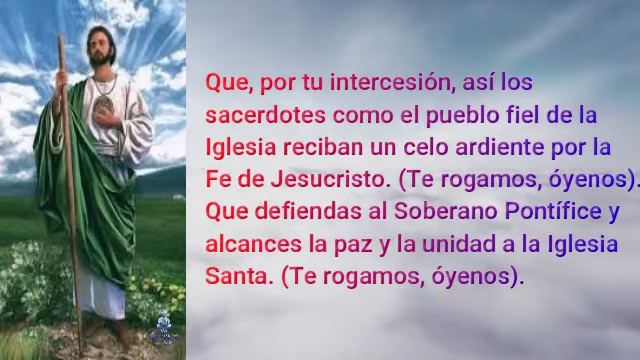 Que, por tu intercesión, así los
sacerdotes como el pueblo fiel de la
Iglesia reciban un celo ardiente por la
Fe de Jesucristo. (Te rogamos, óyenos).
Que defiendas al Soberano Pontífice y
alcances la paz y la unidad a la Iglesia
Santa. (Te rogamos, óyenos).